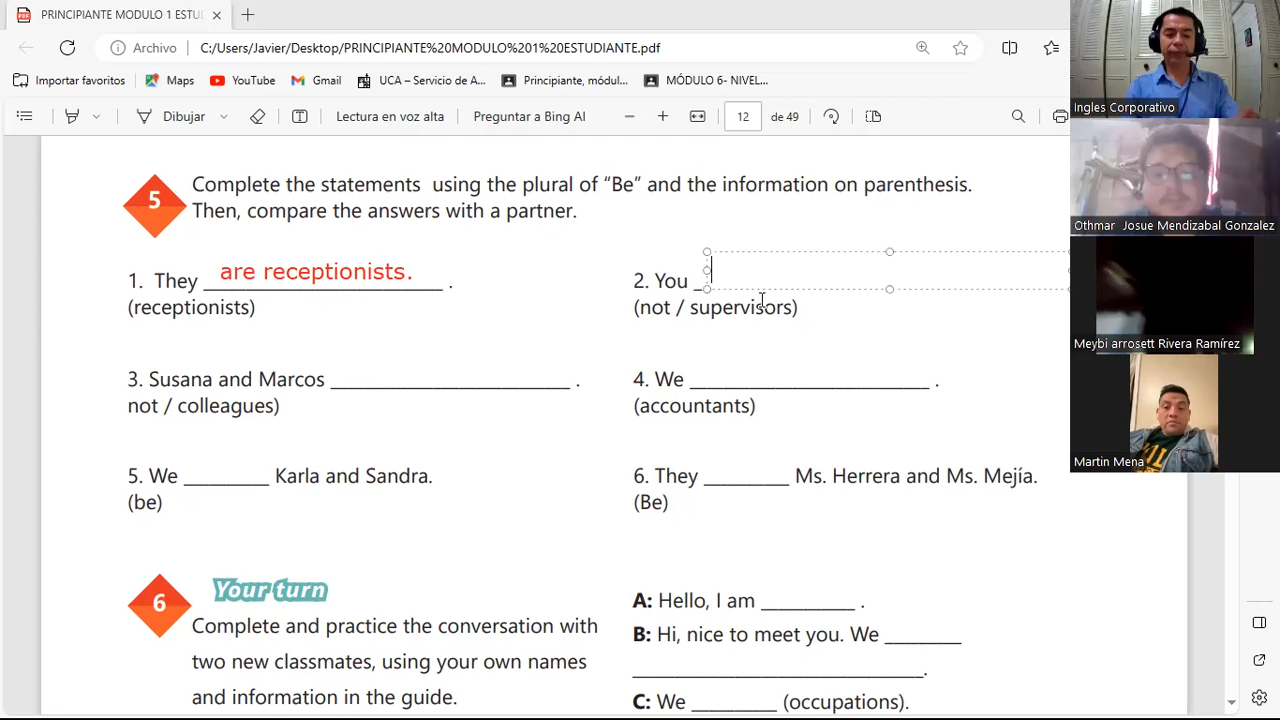 PRINCIPIANTE MODULO 1 ESTUD
Archivo C:/Users/Javier/Desktop/PRINCIPIANTE%20MODULO%201%20ESTUDIANTE.pdf
Importar favoritos Maps YouTube Gmail UCA – Servicio de A... Principiante, módul... MÓDULO 6- NIVEL...
Dibujar Lectura en voz alta Preguntar a Bing AI 12 de 49
5 Complete the statements using the plural of “Be” and the information on parenthesis.
Then, compare the answers with a partner.
1. They are receptionists. .
(receptionists)
2. You
(not / supervisors)
3. Susana and Marcos ________________________ .
not / colleagues)
4. We ________________________ .
(accountants)
5. We ________ Karla and Sandra.
(be)
6. They ________ Ms. Herrera and Ms. Mejía.
(Be)
6 Your turn
Complete and practice the conversation with
two new classmates, using your own names
and information in the guide.
A: Hello, I am _________ .
B: Hi, nice to meet you. We _______
____________________________.
C: We ________ (occupations).
Ingles Corporativo
Othmar Josue Mendizabal Gonzalez
Meybi arrosett Rivera Ramírez
Martin Mena